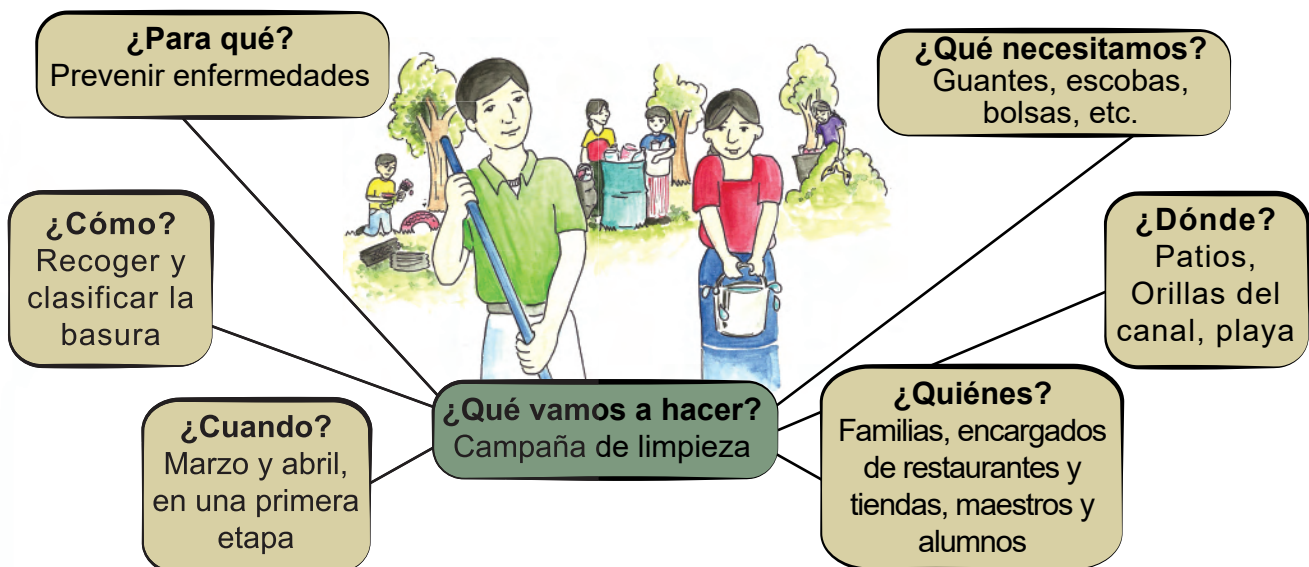 ¿Para qué?
Prevenir enfermedades
¿Qué necesitamos?
Guantes, escobas,
bolsas, etc.
¿Cómo?
Recoger y
clasificar la
basura
¿Dónde?
Patios,
Orillas del
canal, playa
¿Cuando?
Marzo y abril,
en una primera
etapa
¿Qué vamos a hacer?
Campaña de limpieza
¿Quiénes?
Familias, encargados
de restaurantes y
tiendas, maestros y
alumnos